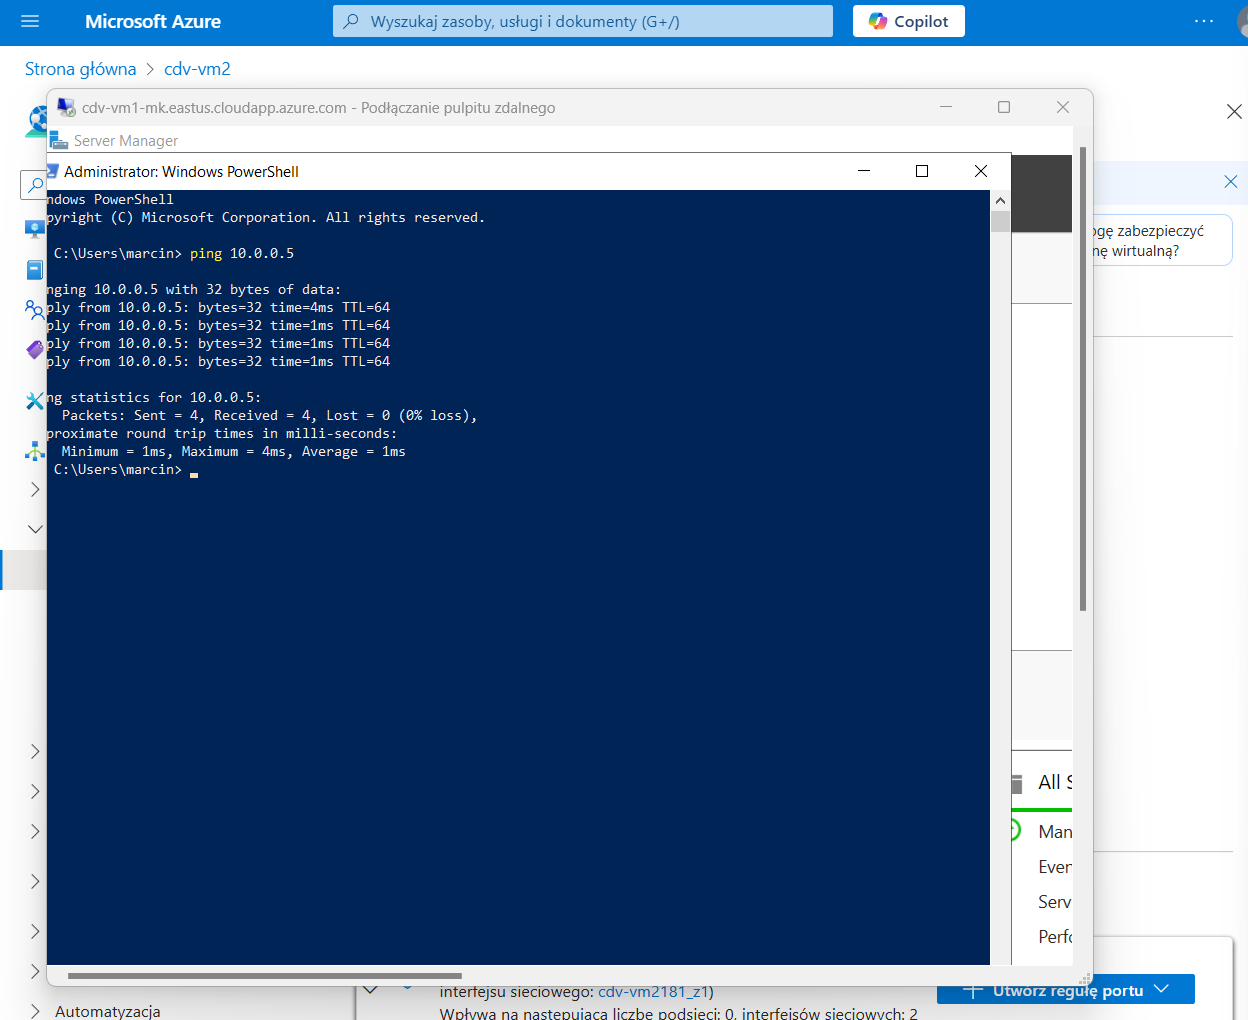 Microsoft Azure
Wyszukaj zasoby, usługi i dokumenty (G+/)
Copilot
Strona główna > cdv-vm2
cdv-vm1-mk.eastus.cloudapp.azure.com - Podłączanie pulpitu zdalnego
Server Manager
Administrator: Windows PowerShell
ndows PowerShell
pyright (C) Microsoft Corporation. All rights reserved.
C:\Users\marcin> ping 10.0.0.5
nging 10.0.0.5 with 32 bytes of data:
ply from 10.0.0.5: bytes=32 time=4ms TTL=64
ply from 10.0.0.5: bytes=32 time=1ms TTL=64
ply from 10.0.0.5: bytes=32 time=1ms TTL=64
ply from 10.0.0.5: bytes=32 time=1ms TTL=64
ng statistics for 10.0.0.5:
Packets: Sent = 4, Received = 4, Lost = 0 (0% loss),
proximate round trip times in milli-seconds:
Minimum = 1ms, Maximum = 4ms, Average = 1ms
C:\Users\marcin>
ogę zabezpieczyć
nę wirtualną?
All S
Man
Even
Serv
Perfo
interfejsu sieciowego: cdv-vm2181_z1)
Utwórz regułę portu
Automatyzacja
Wpływa na następującą liczbę podsieci: 0, interfejsów sieciowych: 2